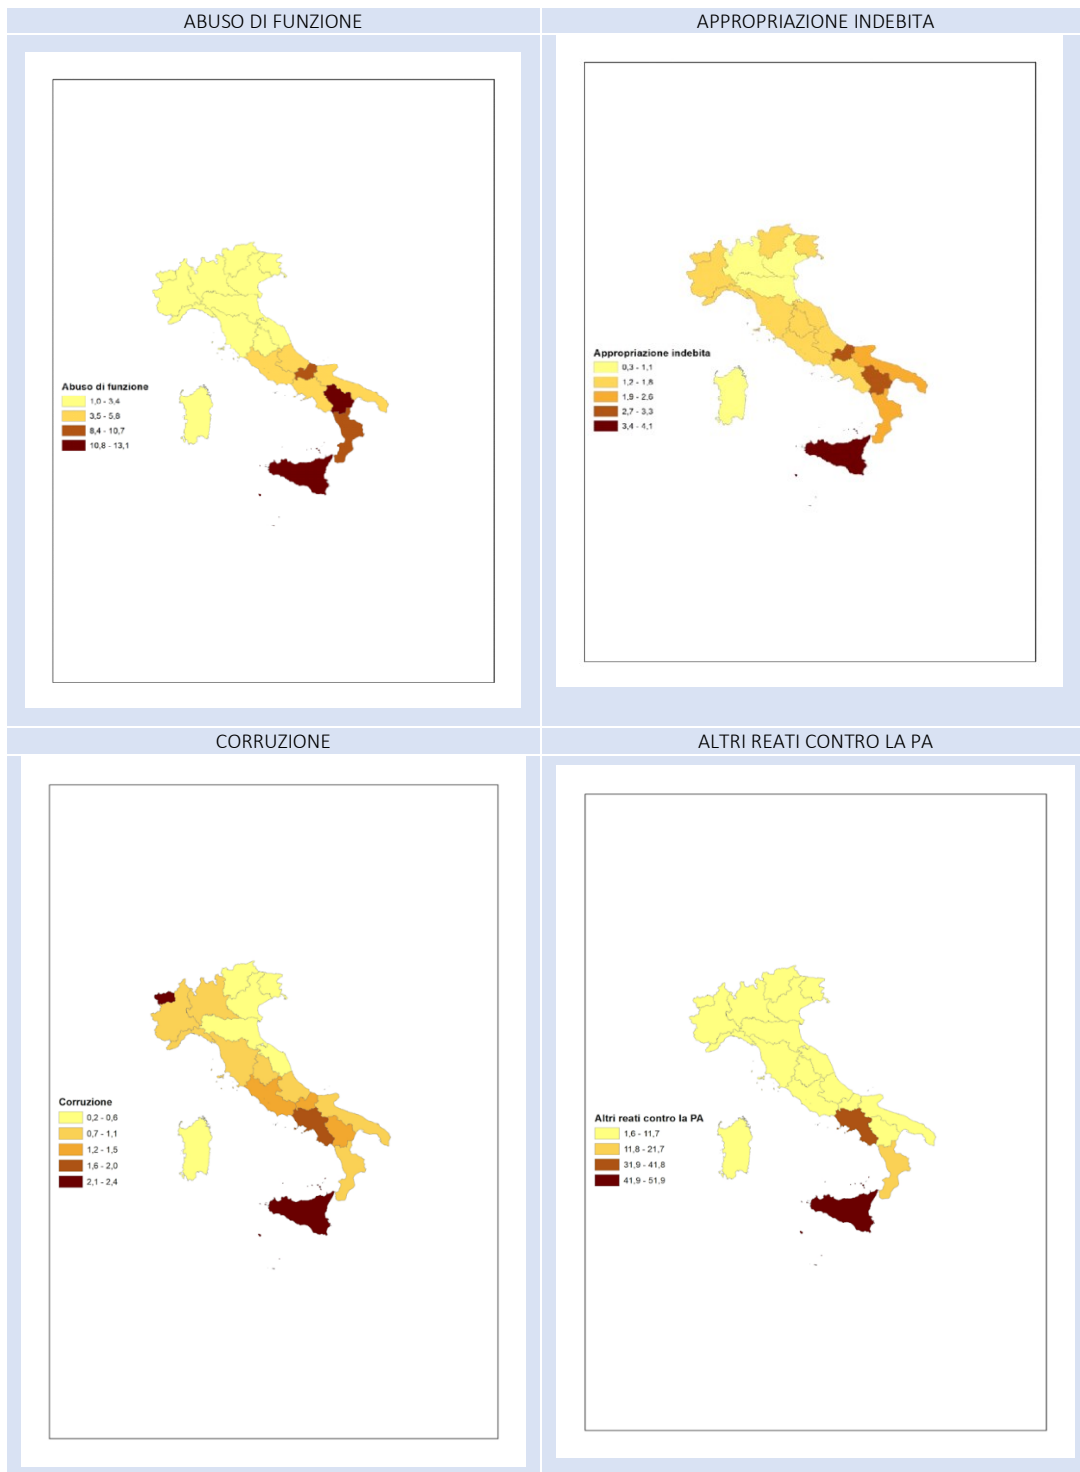 ABUSO DI FUNZIONE
APPROPRIAZIONE INDEBITA
Abuso di funzione
1,0 - 3,4
3,5 - 5,8
8,4 - 10,7
10,8 - 13,1
Appropriazione indebita
0,3 - 1,1
1,2 - 1,8
1,9 - 2,6
2,7 - 3,3
3,4 - 4,1
CORRUZIONE
ALTRI REATI CONTRO LA PA
Corruzione
0,2 - 0,6
0,7 - 1,1
1,2 - 1,5
1,6 - 2,0
2,1 - 2,4
Altri reati contro la PA
1,6 - 11,7
11,8 - 21,7
31,9 - 41,8
41,9 - 51,9